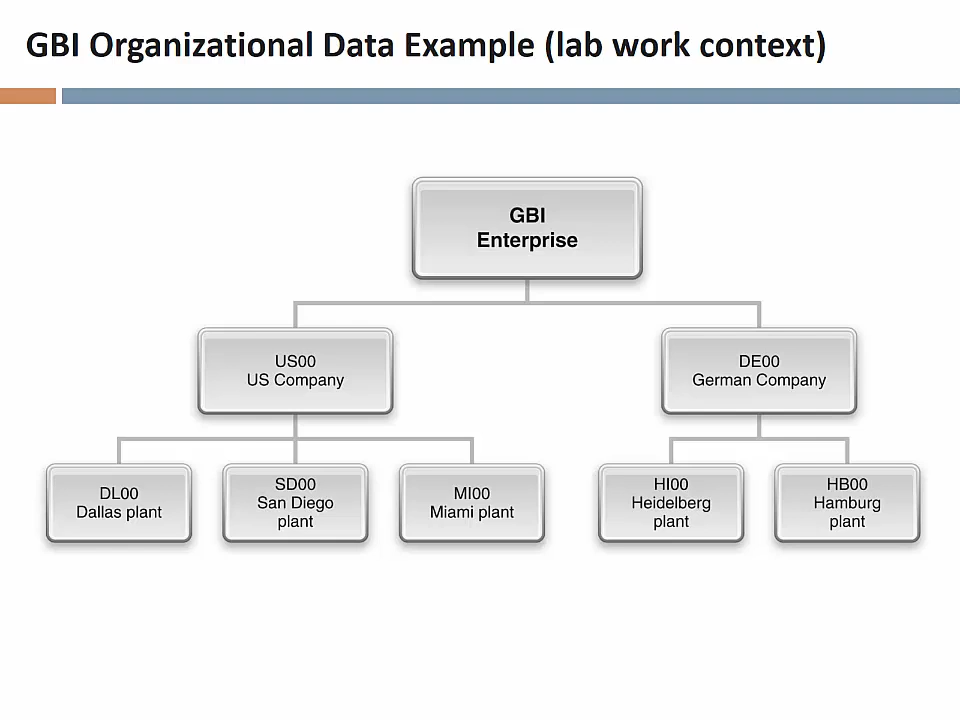 GBI Organizational Data Example (lab work context)
GBI
Enterprise
US00
US Company
DE00
German Company
DL00
Dallas plant
SD00
San Diego
plant
MI00
Miami plant
HI00
Heidelberg
plant
HB00
Hamburg
plant